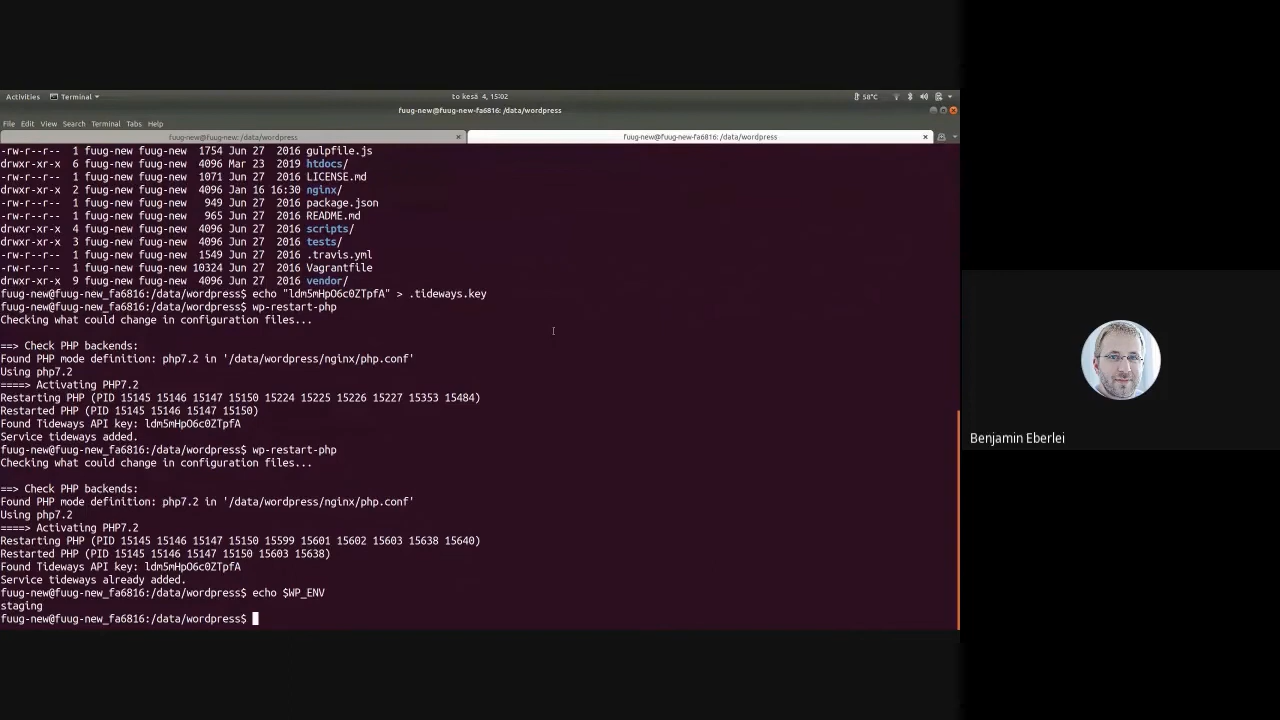 Activities Terminal to kesä 4, 15:02 58°C
fuug-new@fuug-new-fa6816: /data/wordpress
File Edit View Search Terminal Tabs Help
fuug-new@fuug-new: /data/wordpress fuug-new@fuug-new-fa6816: /data/wordpress
-rw-r--r-- 1 fuug-new fuug-new 1754 Jun 27 2016 gulpfile.js
drwxr-xr-x 6 fuug-new fuug-new 4096 Mar 23 2019 htdocs/
-rw-r--r-- 1 fuug-new fuug-new 1071 Jun 27 2016 LICENSE.md
drwxr-xr-x 2 fuug-new fuug-new 4096 Jan 16 16:30 nginx/
-rw-r--r-- 1 fuug-new fuug-new 949 Jun 27 2016 package.json
-rw-r--r-- 1 fuug-new fuug-new 965 Jun 27 2016 README.md
drwxr-xr-x 4 fuug-new fuug-new 4096 Jun 27 2016 scripts/
drwxr-xr-x 3 fuug-new fuug-new 4096 Jun 27 2016 tests/
-rw-r--r-- 1 fuug-new fuug-new 1549 Jun 27 2016 .travis.yml
-rw-r--r-- 1 fuug-new fuug-new 10324 Jun 27 2016 Vagrantfile
drwxr-xr-x 9 fuug-new fuug-new 4096 Jun 27 2016 vendor/
fuug-new@fuug-new_fa6816:/data/wordpress$ echo "ldm5mHpO6c0ZTpfA" > .tideways.key
fuug-new@fuug-new_fa6816:/data/wordpress$ wp-restart-php
Checking what could change in configuration files...
==> Check PHP backends:
Found PHP mode definition: php7.2 in '/data/wordpress/nginx/php.conf'
Using php7.2
====> Activating PHP7.2
Restarting PHP (PID 15145 15146 15147 15150 15224 15225 15226 15227 15353 15484)
Restarted PHP (PID 15145 15146 15147 15150)
Found Tideways API key: ldm5mHpO6c0ZTpfA
Service tideways added.
fuug-new@fuug-new_fa6816:/data/wordpress$ wp-restart-php
Checking what could change in configuration files...
==> Check PHP backends:
Found PHP mode definition: php7.2 in '/data/wordpress/nginx/php.conf'
Using php7.2
====> Activating PHP7.2
Restarting PHP (PID 15145 15146 15147 15150 15599 15601 15602 15603 15638 15640)
Restarted PHP (PID 15145 15146 15147 15150 15603 15638)
Found Tideways API key: ldm5mHpO6c0ZTpfA
Service tideways already added.
fuug-new@fuug-new_fa6816:/data/wordpress$ echo $WP_ENV
staging
fuug-new@fuug-new_fa6816:/data/wordpress$
Benjamin Eberlei